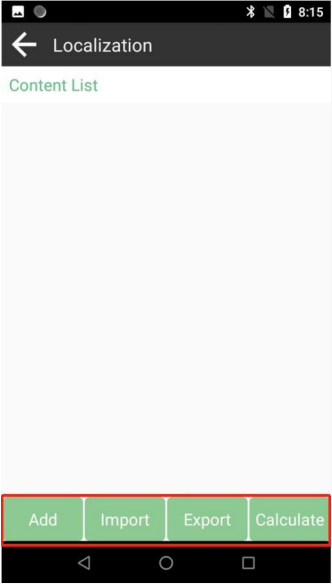 8:15
Localization
Content List
Add Import Export Calculate